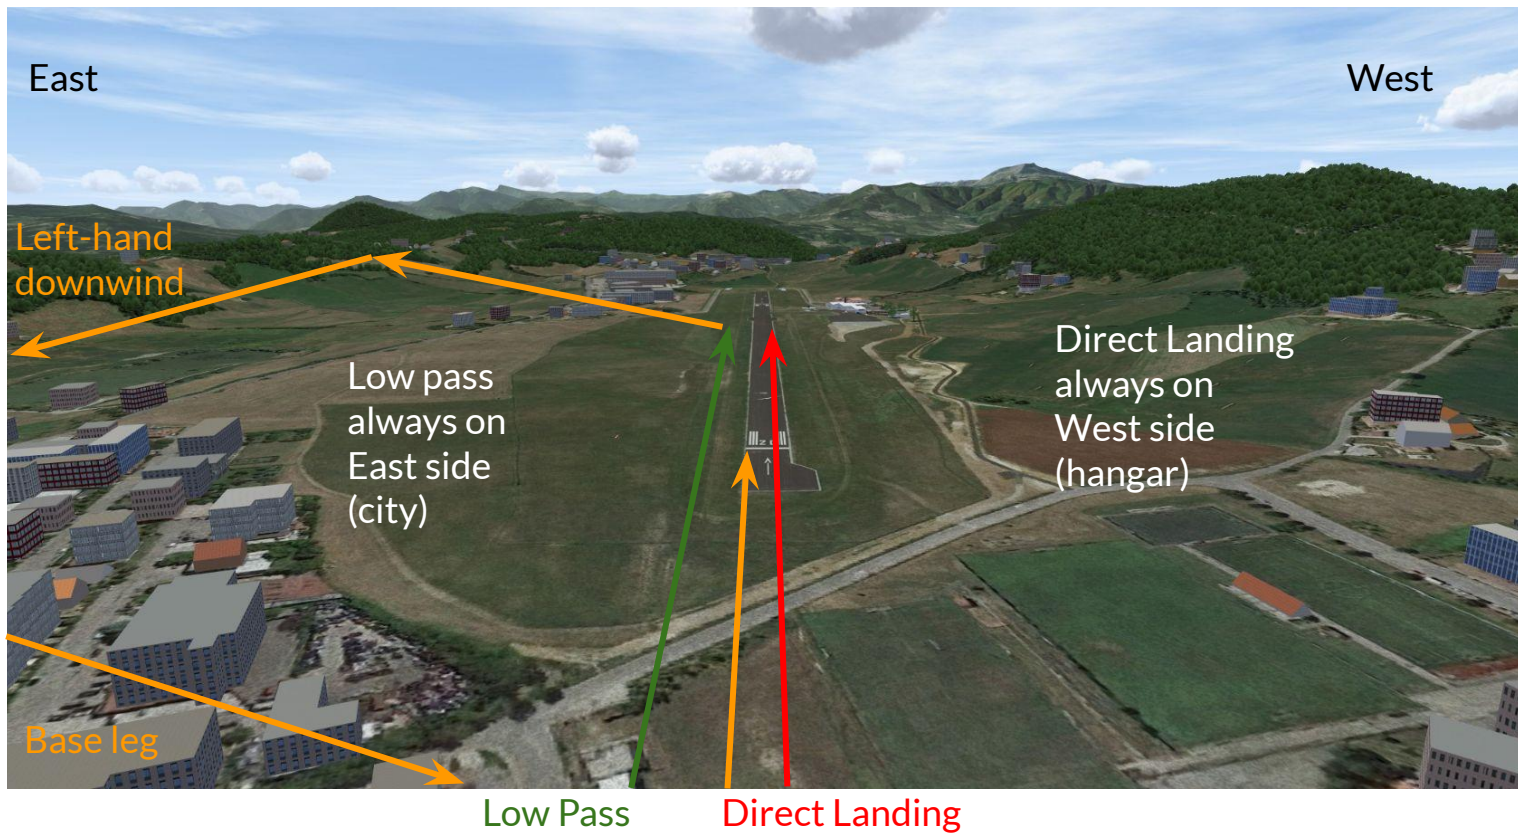 East
West
Left-hand
downwind
Low pass
always on
East side
(city)
Direct Landing
always on
West side
(hangar)
Base leg
Low Pass
Direct Landing